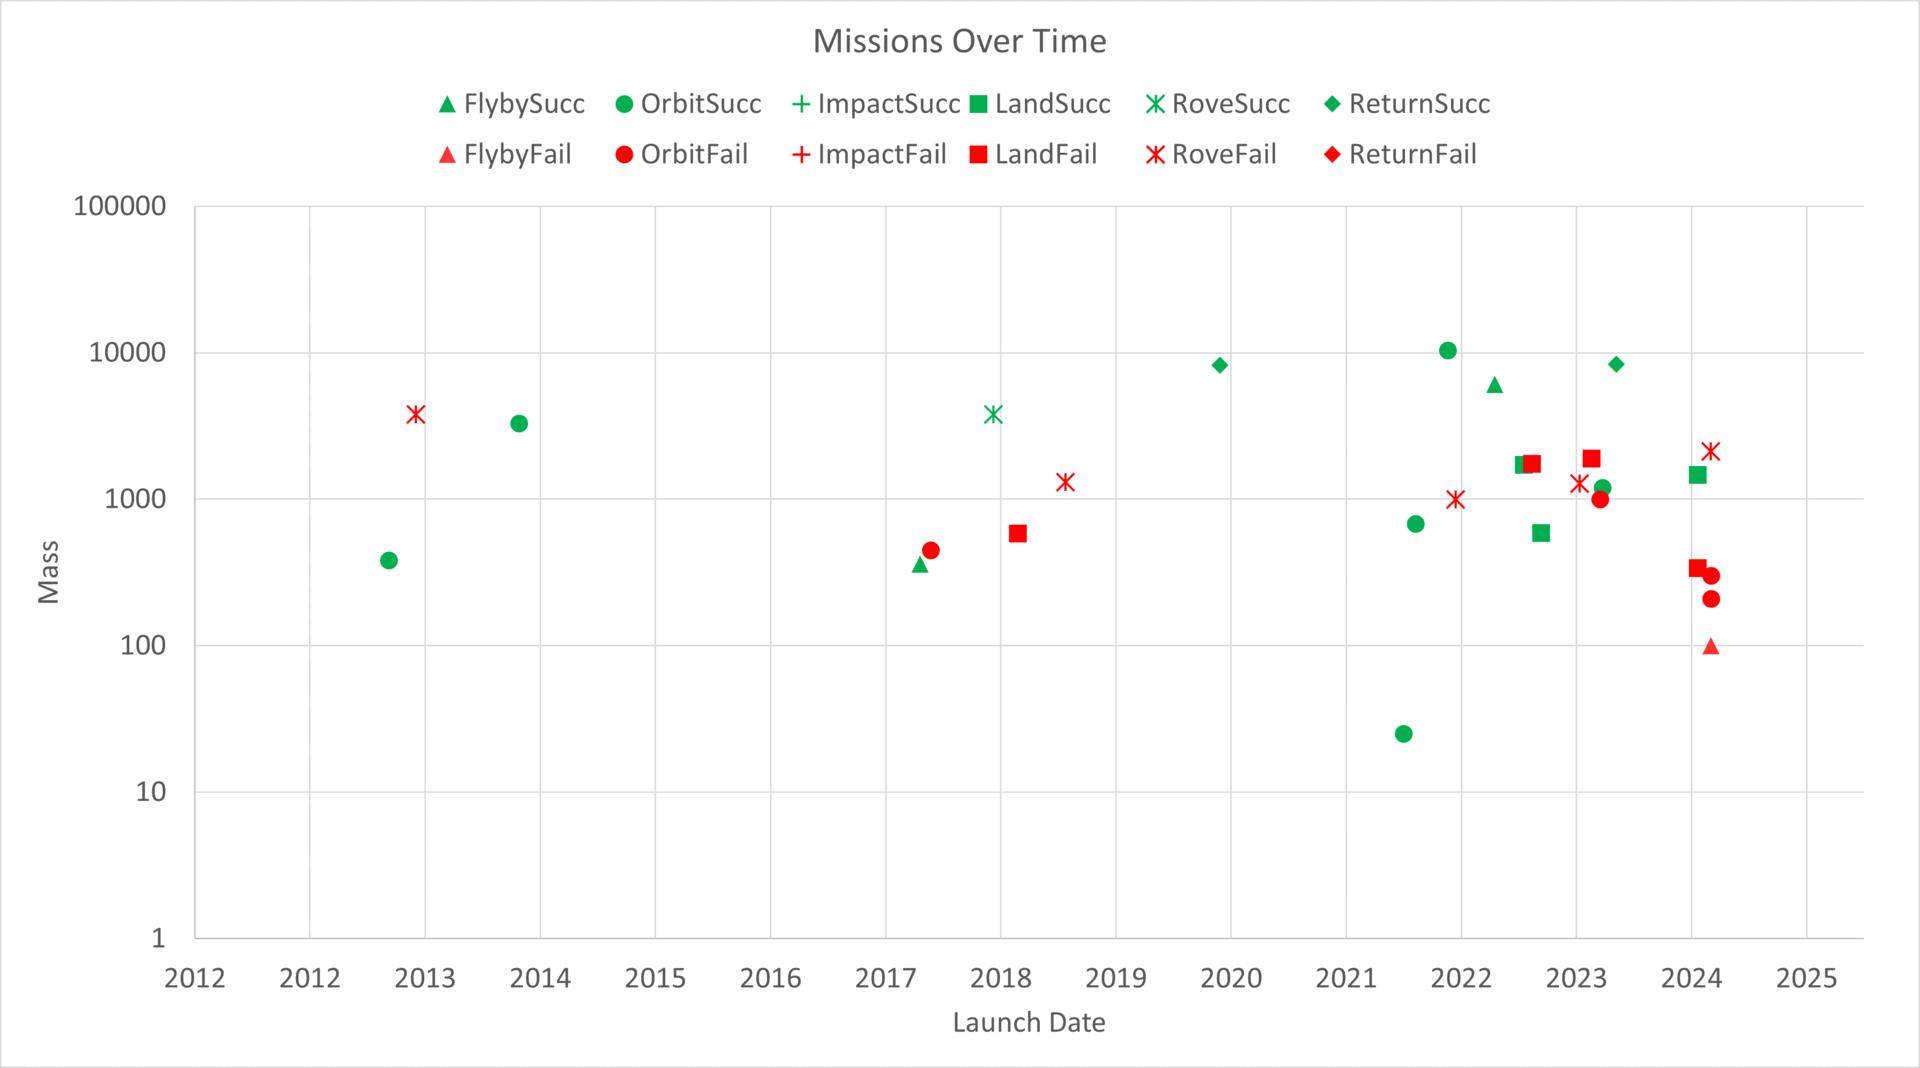 Missions Over Time
FlybySucc OrbitSucc ImpactSucc LandSucc RoveSucc ReturnSucc
FlybyFail OrbitFail ImpactFail LandFail RoveFail ReturnFail
100000
10000
1000
100
10
1
Mass
2012 2012 2013 2014 2015 2016 2017 2018 2019 2020 2021 2022 2023 2024 2025
Launch Date